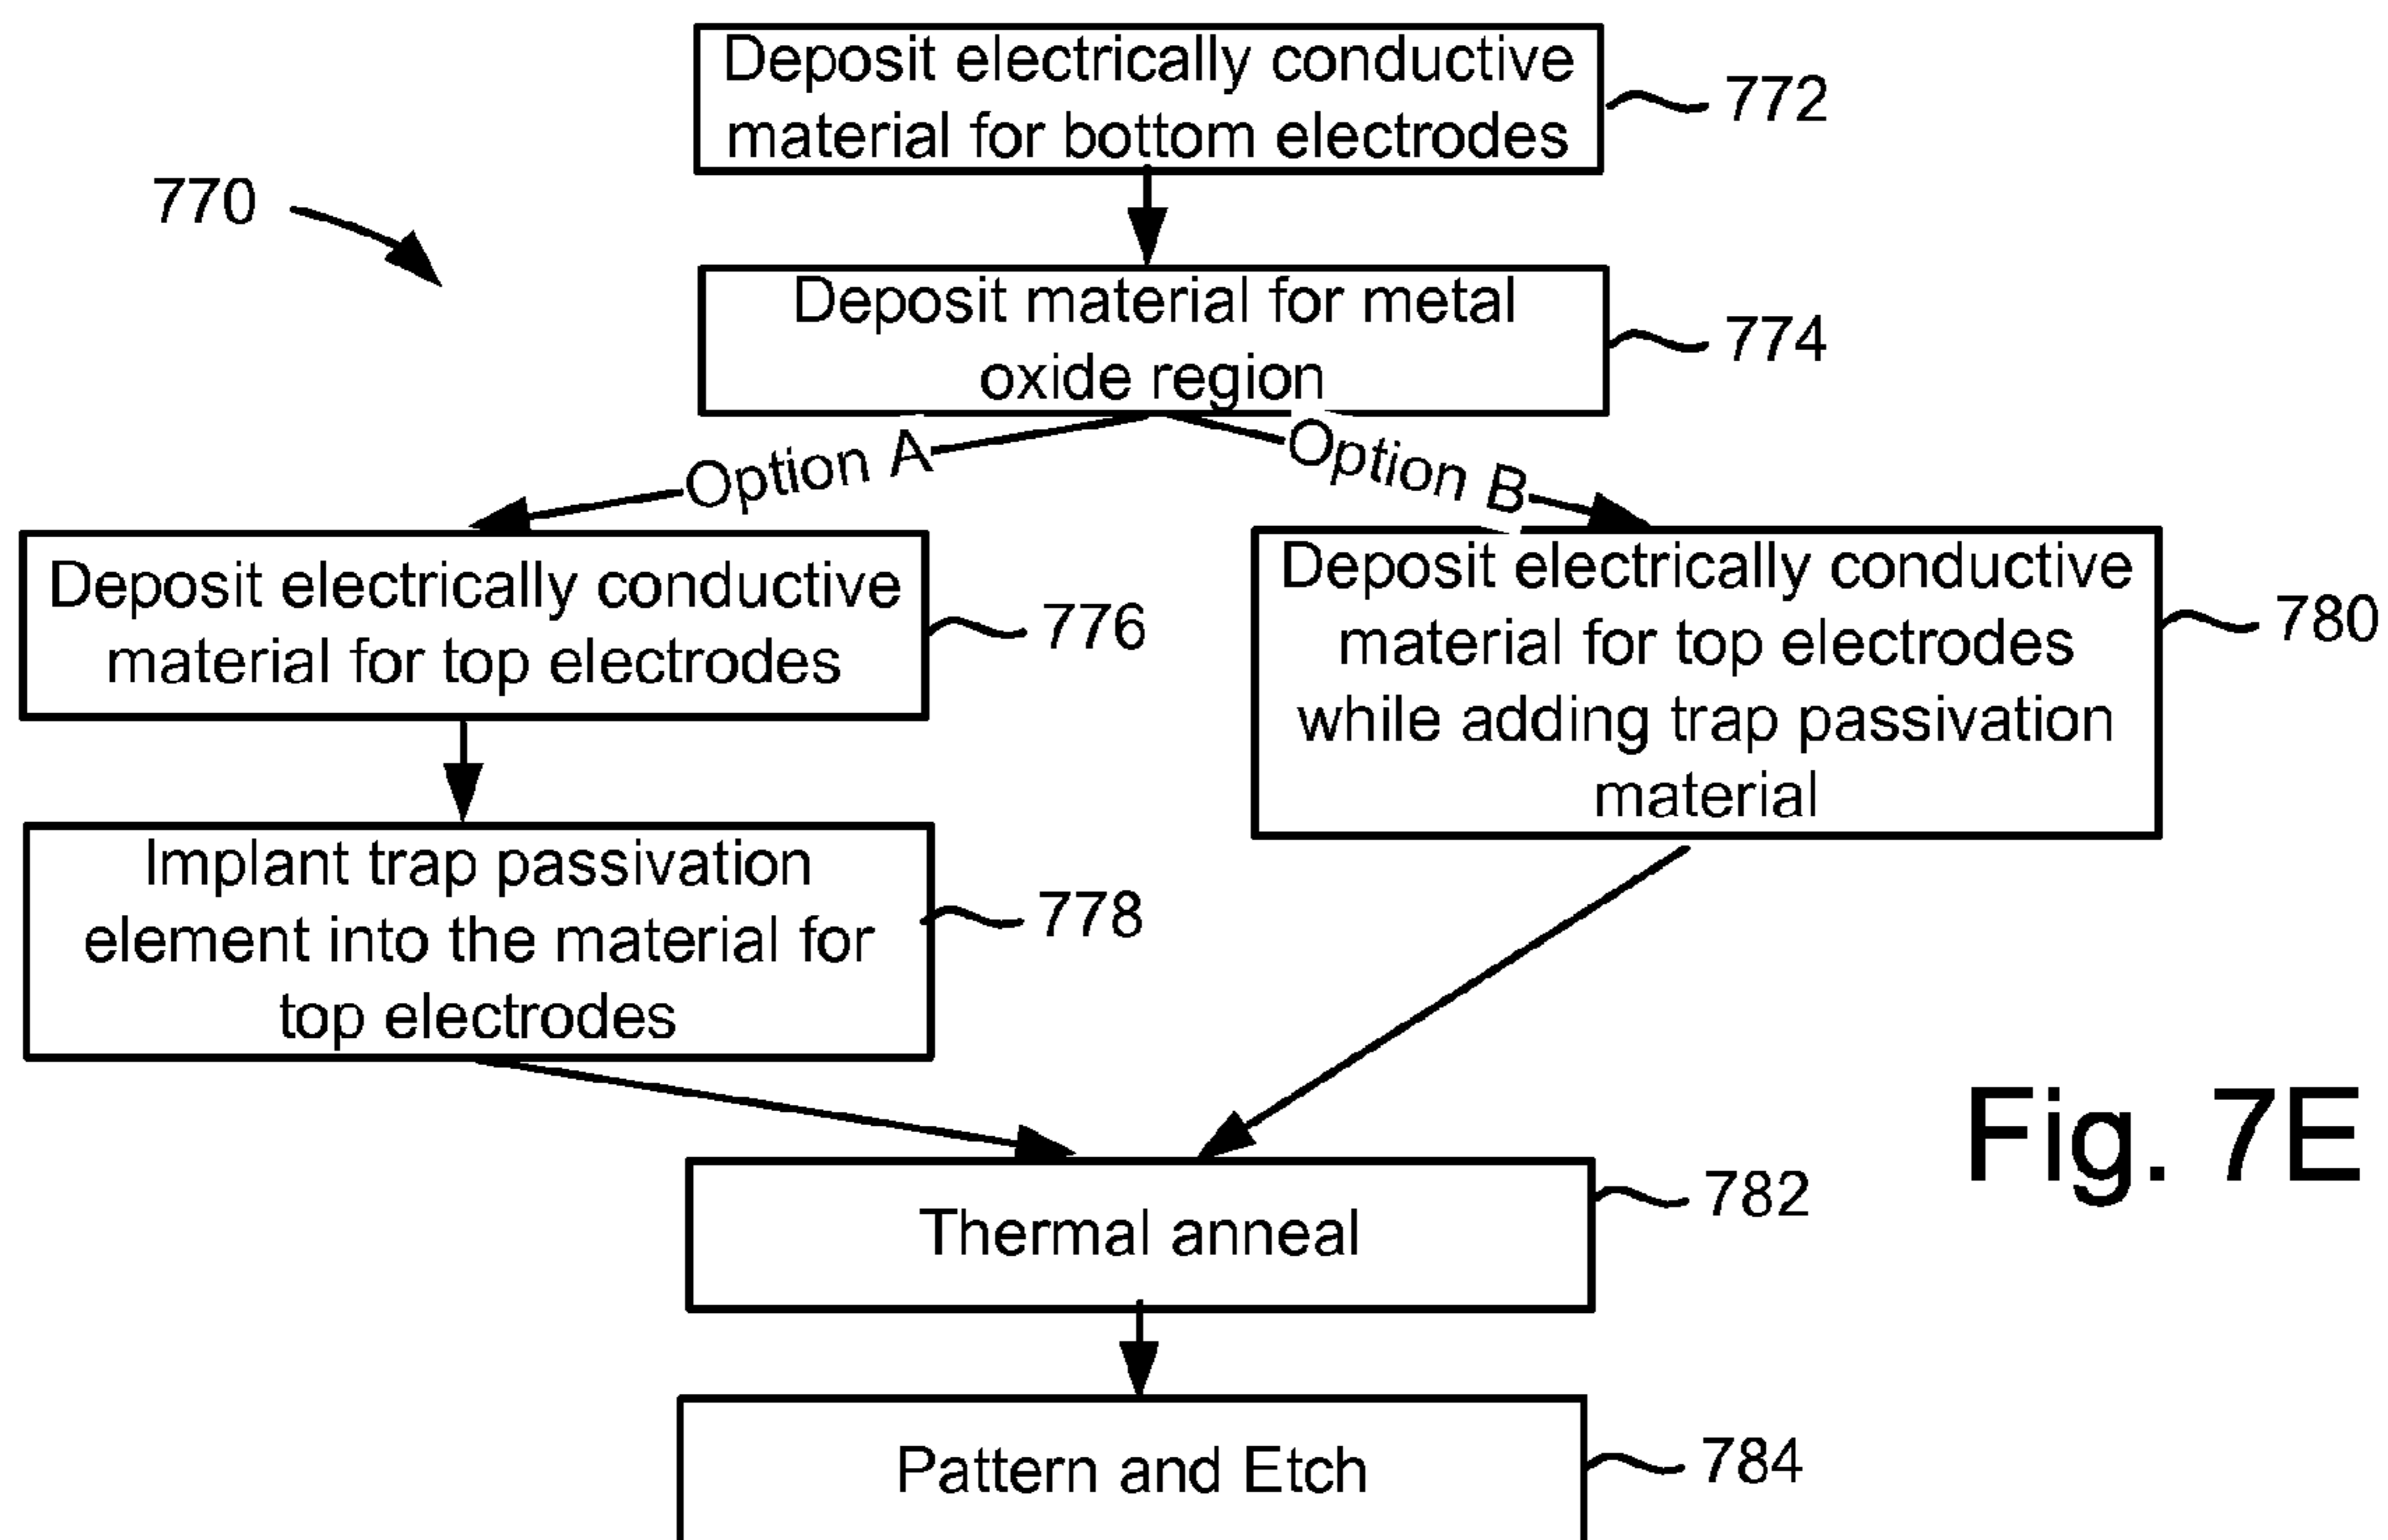 Deposit electrically conductive
material for bottom electrodes
772
770
Deposit material for metal
oxide region
774
Option A
Option B
Deposit electrically conductive
material for top electrodes
776
Deposit electrically conductive
material for top electrodes
while adding trap passivation
material
780
Implant trap passivation
element into the material for
top electrodes
778
Fig. 7E
Thermal anneal
782
Pattern and Etch
784